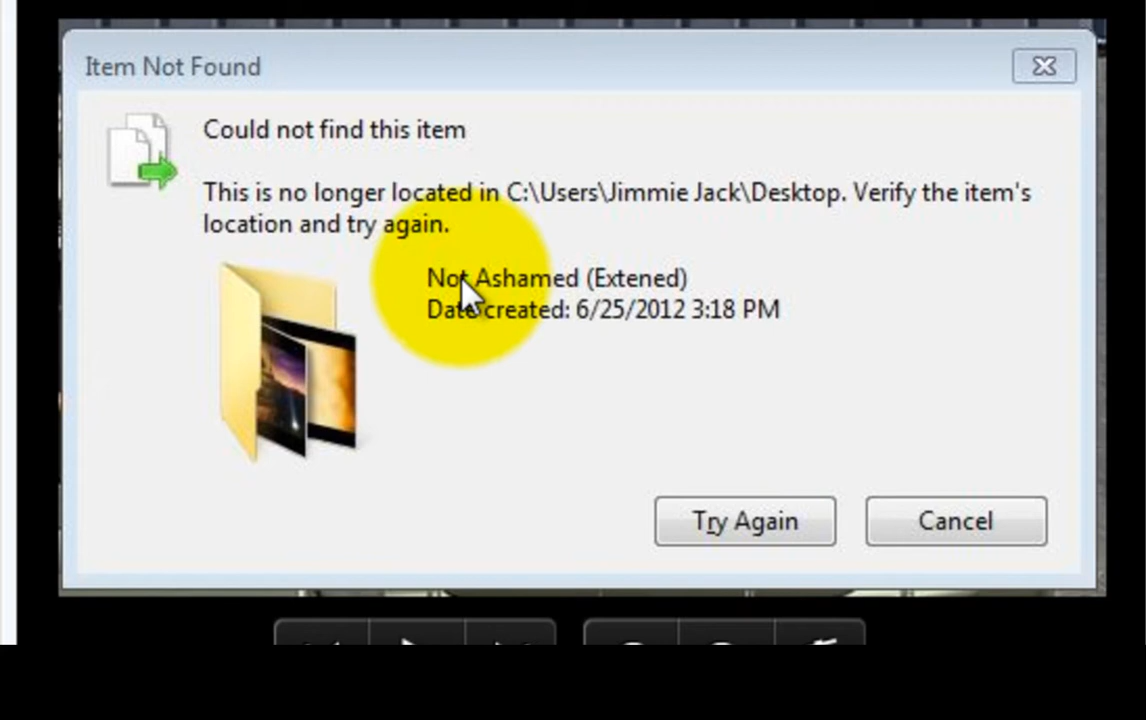 Item Not Found
Could not find this item
This is no longer located in C:\Users\Jimmie Jack\Desktop. Verify the item's
location and try again.
Not Ashamed (Extened)
Date created: 6/25/2012 3:18 PM
Try Again
Cancel